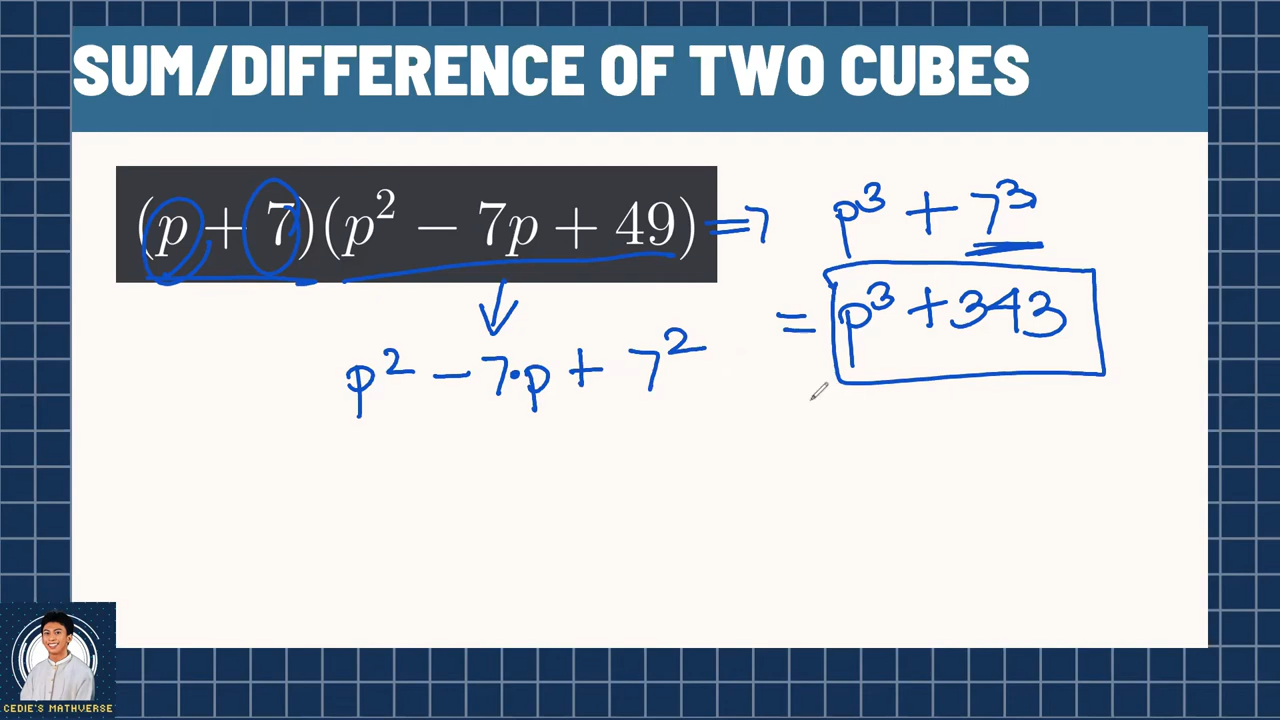 SUM/DIFFERENCE OF TWO CUBES
(p + 7)(p² − 7p + 49) => p³ + 7³
= p³ + 343
p² − 7·p + 7²
CEDIE'S MATHVERSE